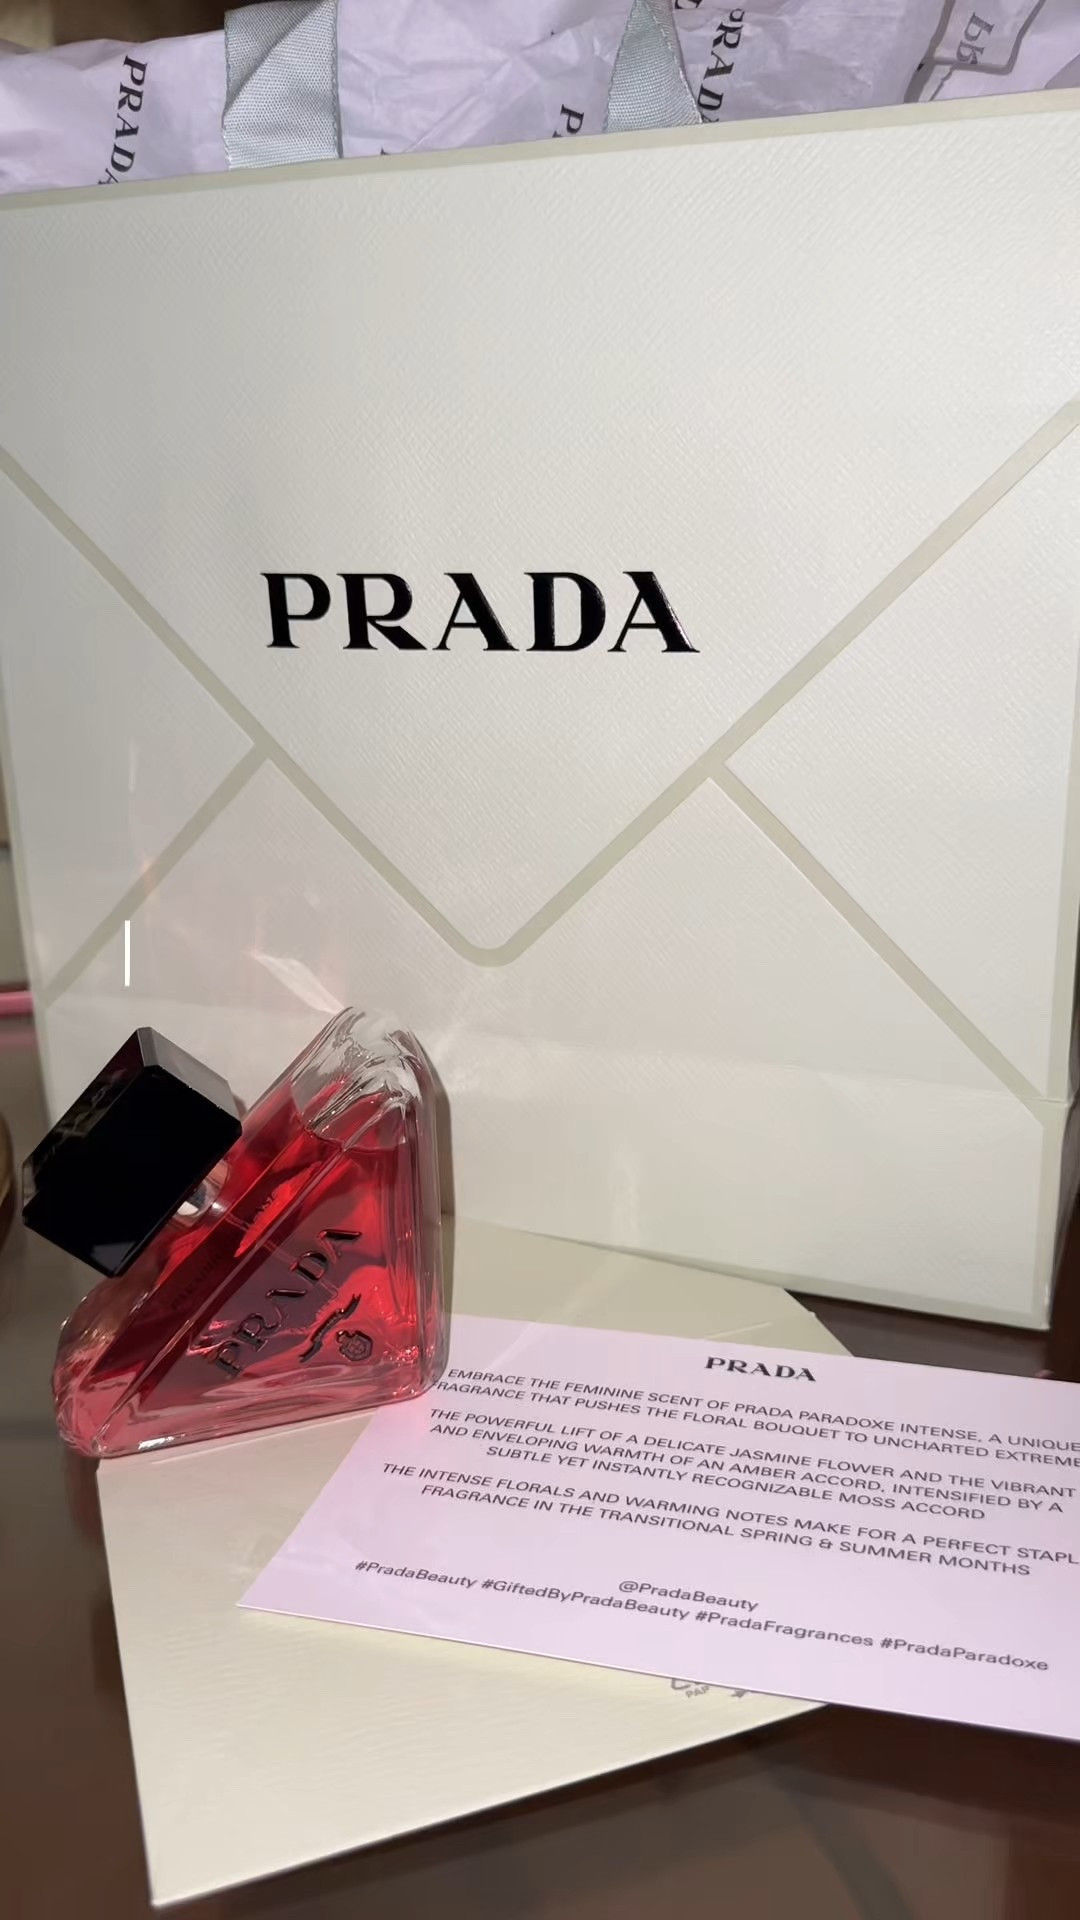 PRADA
PRADA
PRADA
PRADA
PRADA
EMBRACE THE FEMININE SCENT OF PRADA PARADOXE INTENSE, A UNIQUE
FRAGRANCE THAT PUSHES THE FLORAL BOUQUET TO UNCHARTED EXTREME
THE POWERFUL LIFT OF A DELICATE JASMINE FLOWER AND THE VIBRANT
AND ENVELOPING WARMTH OF AN AMBER ACCORD, INTENSIFIED BY A
SUBTLE YET INSTANTLY RECOGNIZABLE MOSS ACCORD
THE INTENSE FLORALS AND WARMING NOTES MAKE FOR A PERFECT STAPL
FRAGRANCE IN THE TRANSITIONAL SPRING & SUMMER MONTHS
@PradaBeauty
#PradaBeauty #GiftedByPradaBeauty #PradaFragrances #PradaParadoxe
PAP